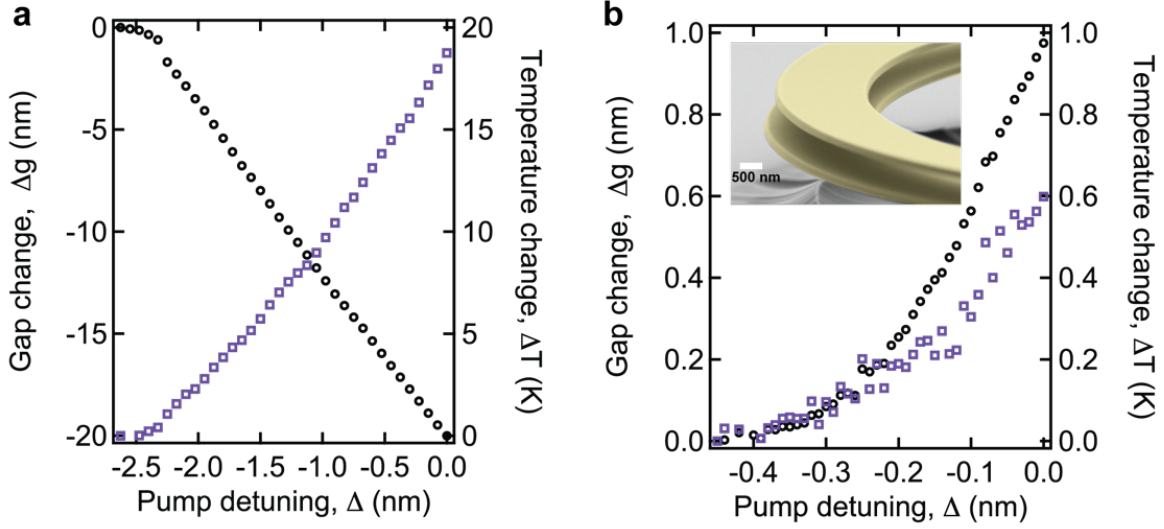 a
0
-5
-10
-15
-20
Gap change, Δg (nm)
20
15
10
5
0
Temperature change, ΔT (K)
-2.5 -2.0 -1.5 -1.0 -0.5 0.0
Pump detuning, Δ (nm)
b
1.0
0.8
0.6
0.4
0.2
0.0
Gap change, Δg (nm)
500 nm
1.0
0.8
0.6
0.4
0.2
0.0
Temperature change, ΔT (K)
-0.4 -0.3 -0.2 -0.1 0.0
Pump detuning, Δ (nm)